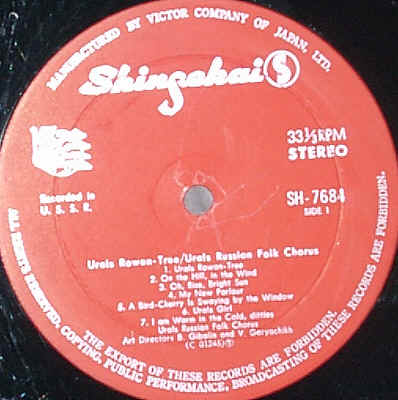 MANUFACTURED BY VICTOR COMPANY OF JAPAN, LTD.
Shinsekai S
33⅓RPM
STEREO
Recorded in
U. S. S. R.
SH-7684
SIDE 1
Urals Rowan-Tree/Urals Russian Folk Chorus
1. Urals Rowan-Tree
2. On the Hill, in the Wind
3. Oh, Rise, Bright Sun
4. My New Parlour
5. A Bird-Cherry Is Swaying by the Window
6. Urals Girl
7. I am Warm in the Cold, ditties
Urals Russian Folk Chorus
Art Directors B. Gibalin and V. Goryachikh
ALL RIGHTS RESERVED, COPYING, PUBLIC PERFORMANCE, BROADCASTING OF THESE RECORDS ARE FORBIDDEN.
THE EXPORT OF THESE RECORDS ARE FORBIDDEN.